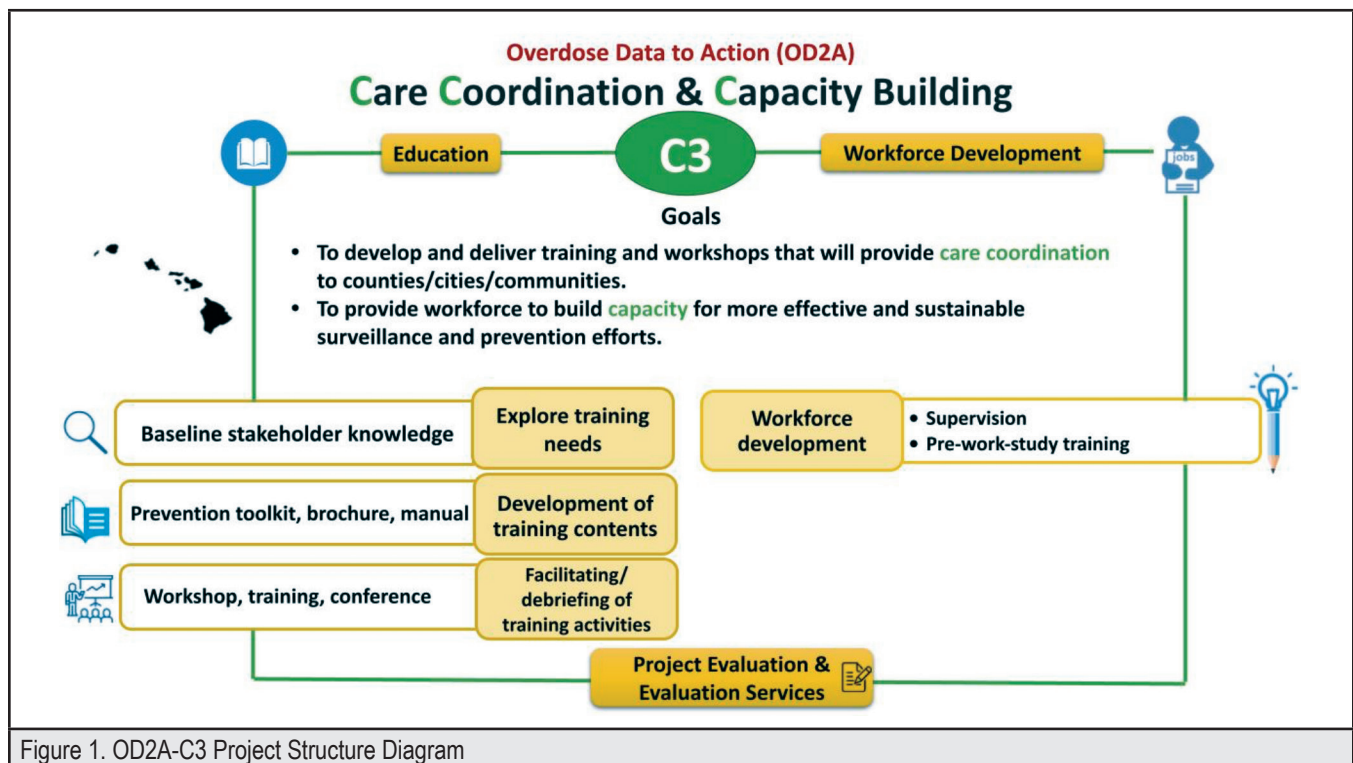 Overdose Data to Action (OD2A)
Care Coordination & Capacity Building
Education
C3
Workforce Development
jobs
Goals
• To develop and deliver training and workshops that will provide care coordination
to counties/cities/communities.
• To provide workforce to build capacity for more effective and sustainable
surveillance and prevention efforts.
Baseline stakeholder knowledge
Explore training
needs
Workforce
development
• Supervision
• Pre-work-study training
Prevention toolkit, brochure, manual
Development of
training contents
Workshop, training, conference
Facilitating/
debriefing of
training activities
Project Evaluation &
Evaluation Services
Figure 1. OD2A-C3 Project Structure Diagram